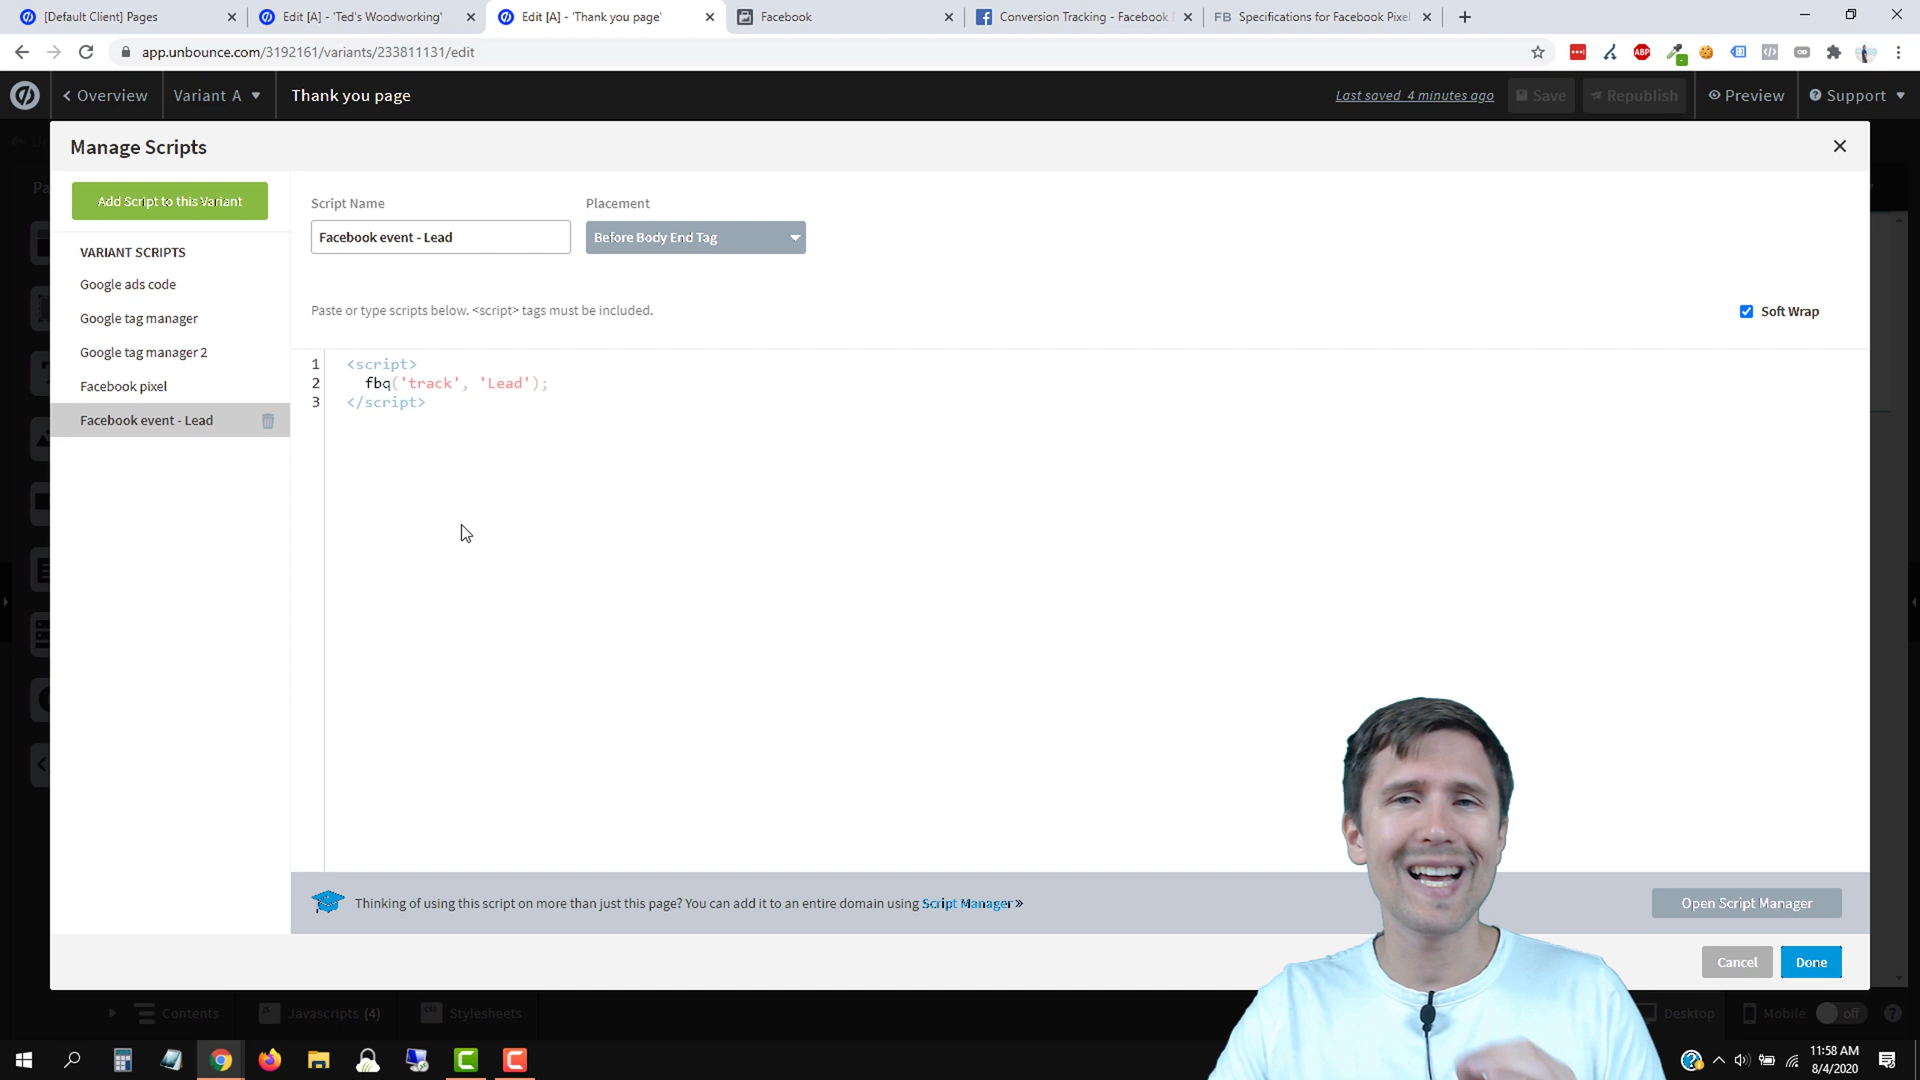 [Default Client] Pages
Edit [A] - 'Ted's Woodworking'
Edit [A] - 'Thank you page'
Facebook
Conversion Tracking - Facebook
FB Specifications for Facebook Pixel
app.unbounce.com/3192161/variants/233811131/edit
ABP
Overview
Variant A
Thank you page
Last saved 4 minutes ago
Save
Republish
Preview
Support
Manage Scripts
Add Script to this Variant
Script Name
Placement
Facebook event - Lead
Before Body End Tag
VARIANT SCRIPTS
Google ads code
Google tag manager
Google tag manager 2
Facebook pixel
Facebook event - Lead
Paste or type scripts below. <script> tags must be included.
Soft Wrap
1 <script>
2 fbq('track', 'Lead');
3 </script>
Thinking of using this script on more than just this page? You can add it to an entire domain using Script Manager »
Open Script Manager
Cancel
Done
Contents
Javascripts (4)
Stylesheets
Desktop
Mobile
off
11:58 AM
8/4/2020